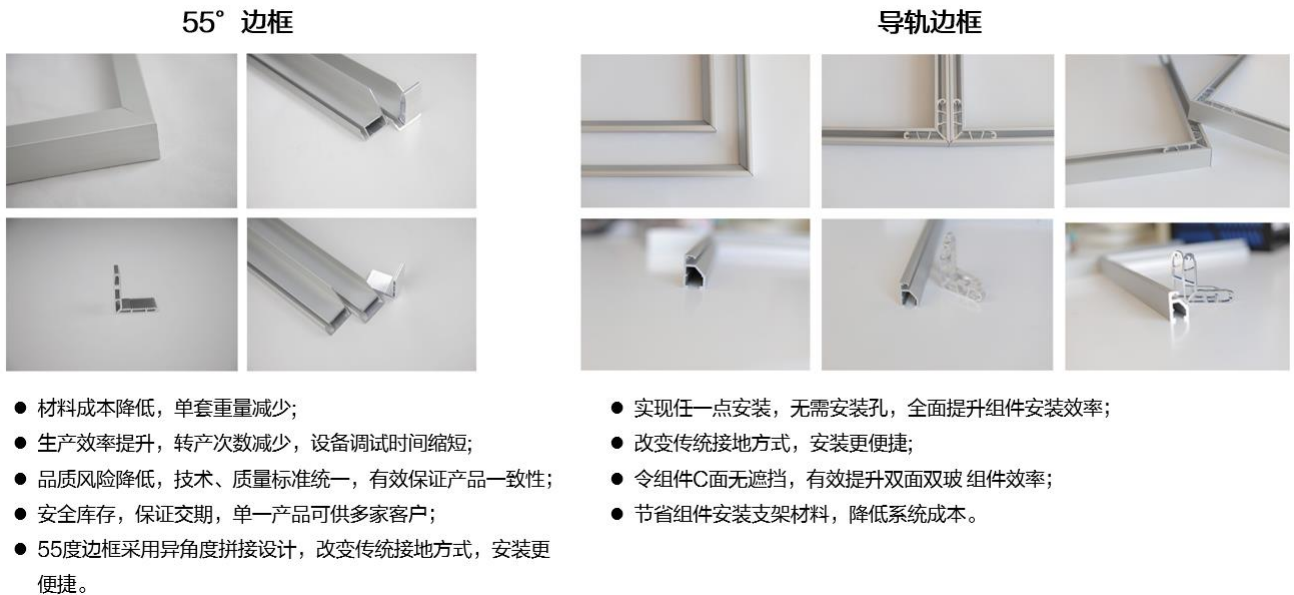 55°边框
● 材料成本降低，单套重量减少;
● 生产效率提升，转产次数减少，设备调试时间缩短;
● 品质风险降低，技术、质量标准统一，有效保证产品一致性；
● 安全库存，保证交期，单一产品可供多家客户；
● 55度边框采用异角度拼接设计，改变传统接地方式，安装更
便捷。
导轨边框
● 实现任一点安装，无需安装孔，全面提升组件安装效率；
● 改变传统接地方式，安装更便捷;
● 令组件C面无遮挡，有效提升双面双玻 组件效率；
● 节省组件安装支架材料，降低系统成本。